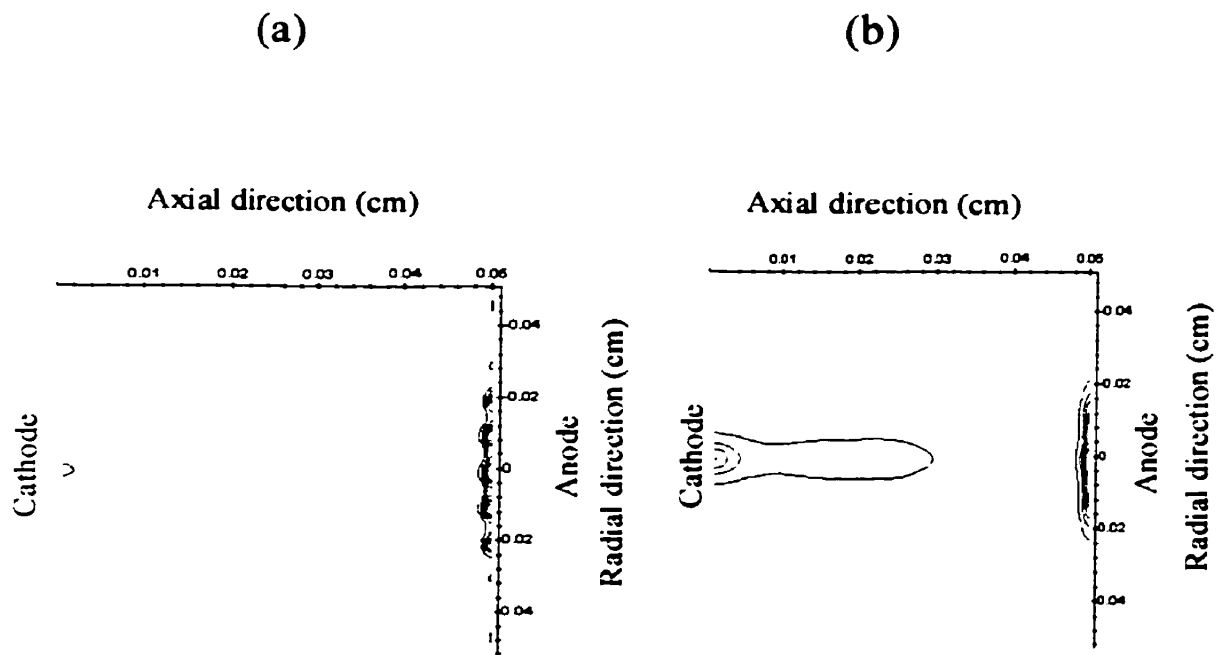 (a)
(b)
Axial direction (cm)
Axial direction (cm)
0.01 0.02 0.03 0.04 0.05
0.01 0.02 0.03 0.04 0.05
Cathode
0.04
0.02
0
0.02
0.04
Anode
Radial direction (cm)
Cathode
0.04
0.02
0
0.02
0.04
Anode
Radial direction (cm)